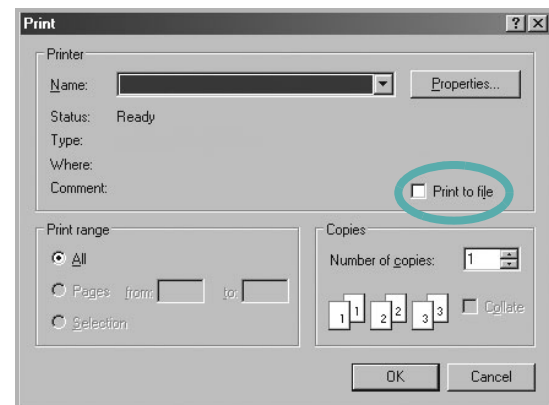 Print
Printer
Name:
Properties...
Status: Ready
Type:
Where:
Comment:
Print to file
Print range
All
Pages from: to:
Selection
Copies
Number of copies: 1
1 1 2 2 3 3
Collate
OK Cancel